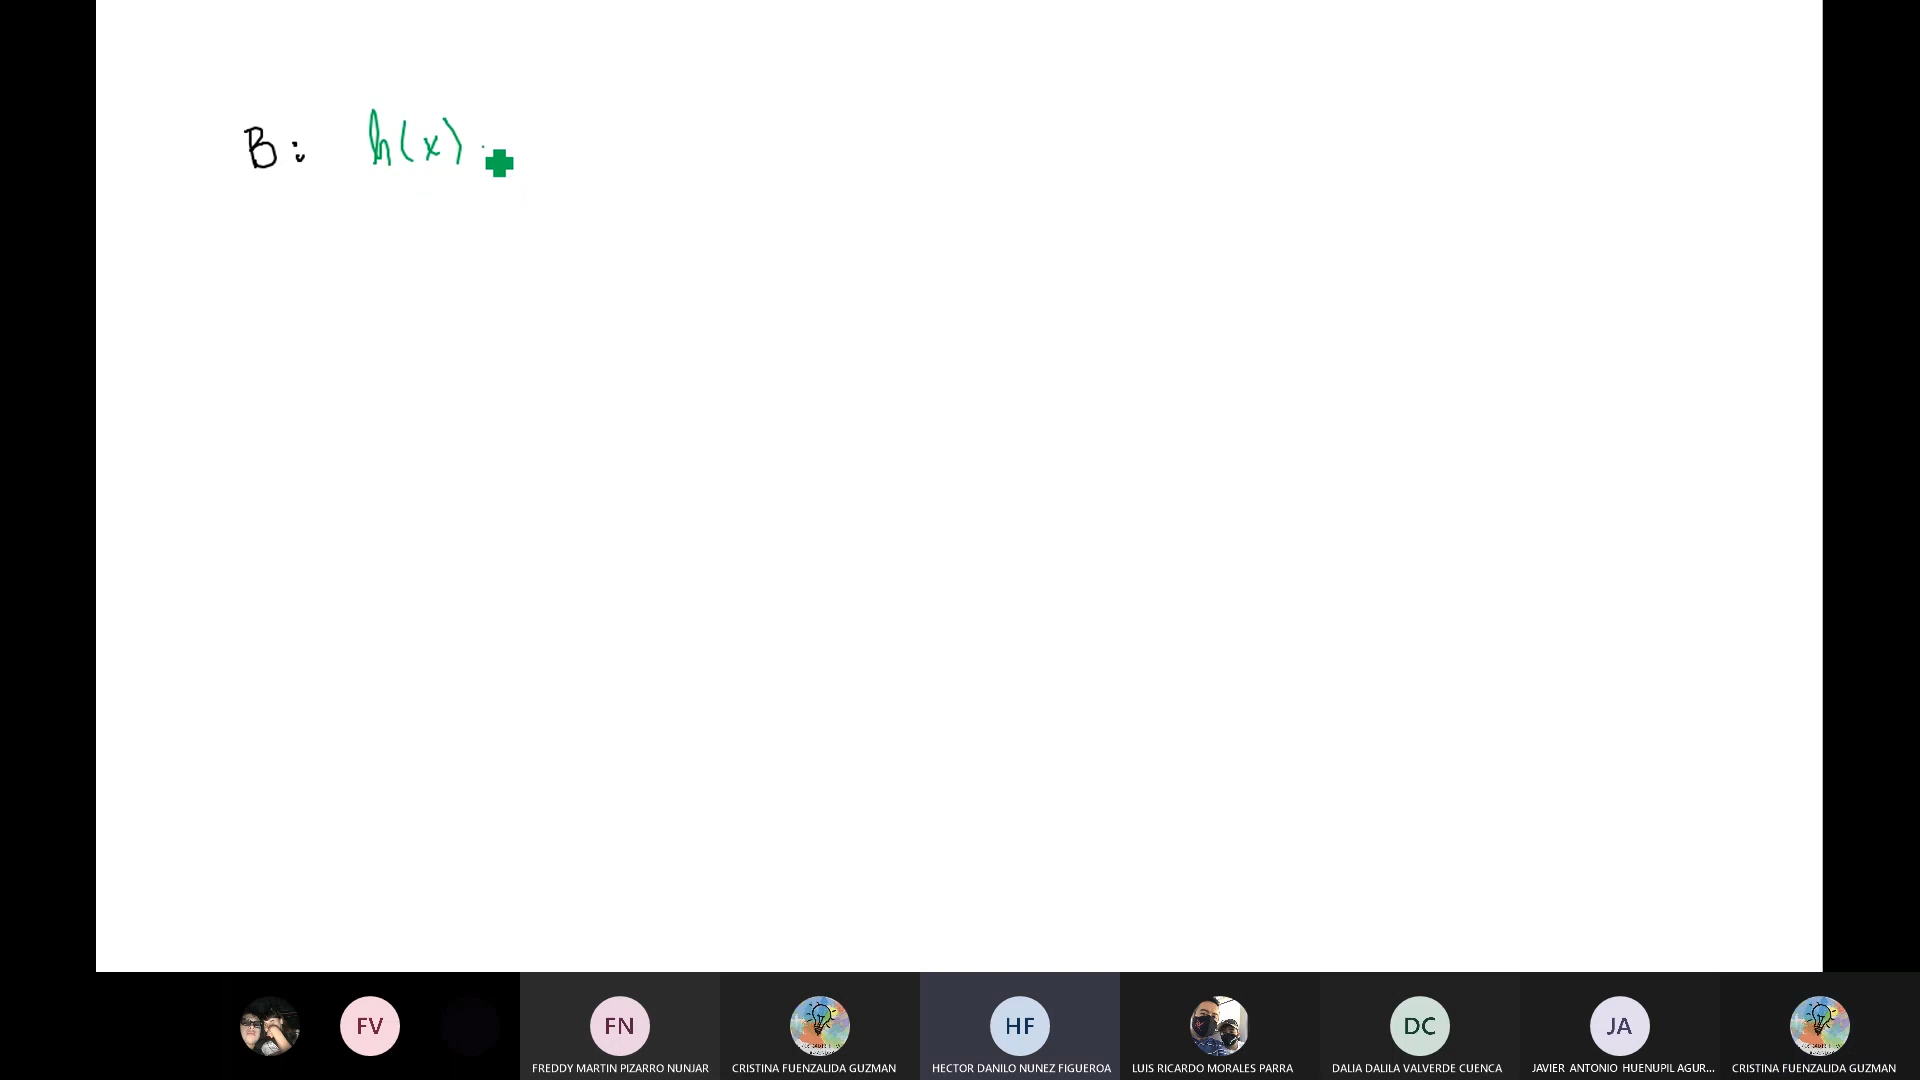 B: h(x)
FV
FN
HF
DC
JA
FREDDY MARTIN PIZARRO NUNJAR
CRISTINA FUENZALIDA GUZMAN
HECTOR DANILO NUNEZ FIGUEROA
LUIS RICARDO MORALES PARRA
DALIA DALILA VALVERDE CUENCA
JAVIER ANTONIO HUENUPIL AGUR...
CRISTINA FUENZALIDA GUZMAN